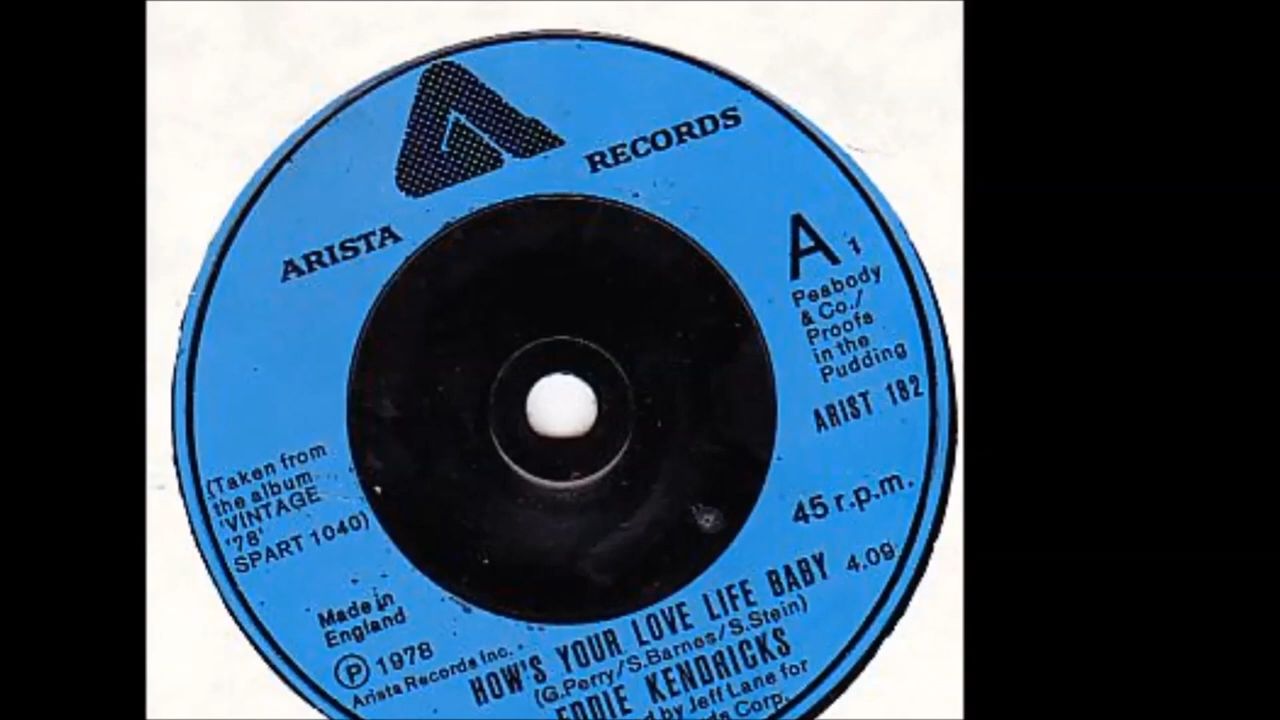 ARISTA RECORDS
A 1
Peabody
& Co./
Proofs
in the
Pudding
ARIST 182
(Taken from
the album
'VINTAGE
'78'
SPART 1040)
45 r.p.m.
Made in
England
Ⓟ 1978
Arista Records Inc.
HOW'S YOUR LOVE LIFE BABY 4.09
(G.Perry/S.Barnes/S.Stein)
EDDIE KENDRICKS
by Jeff Lane for
Corp.